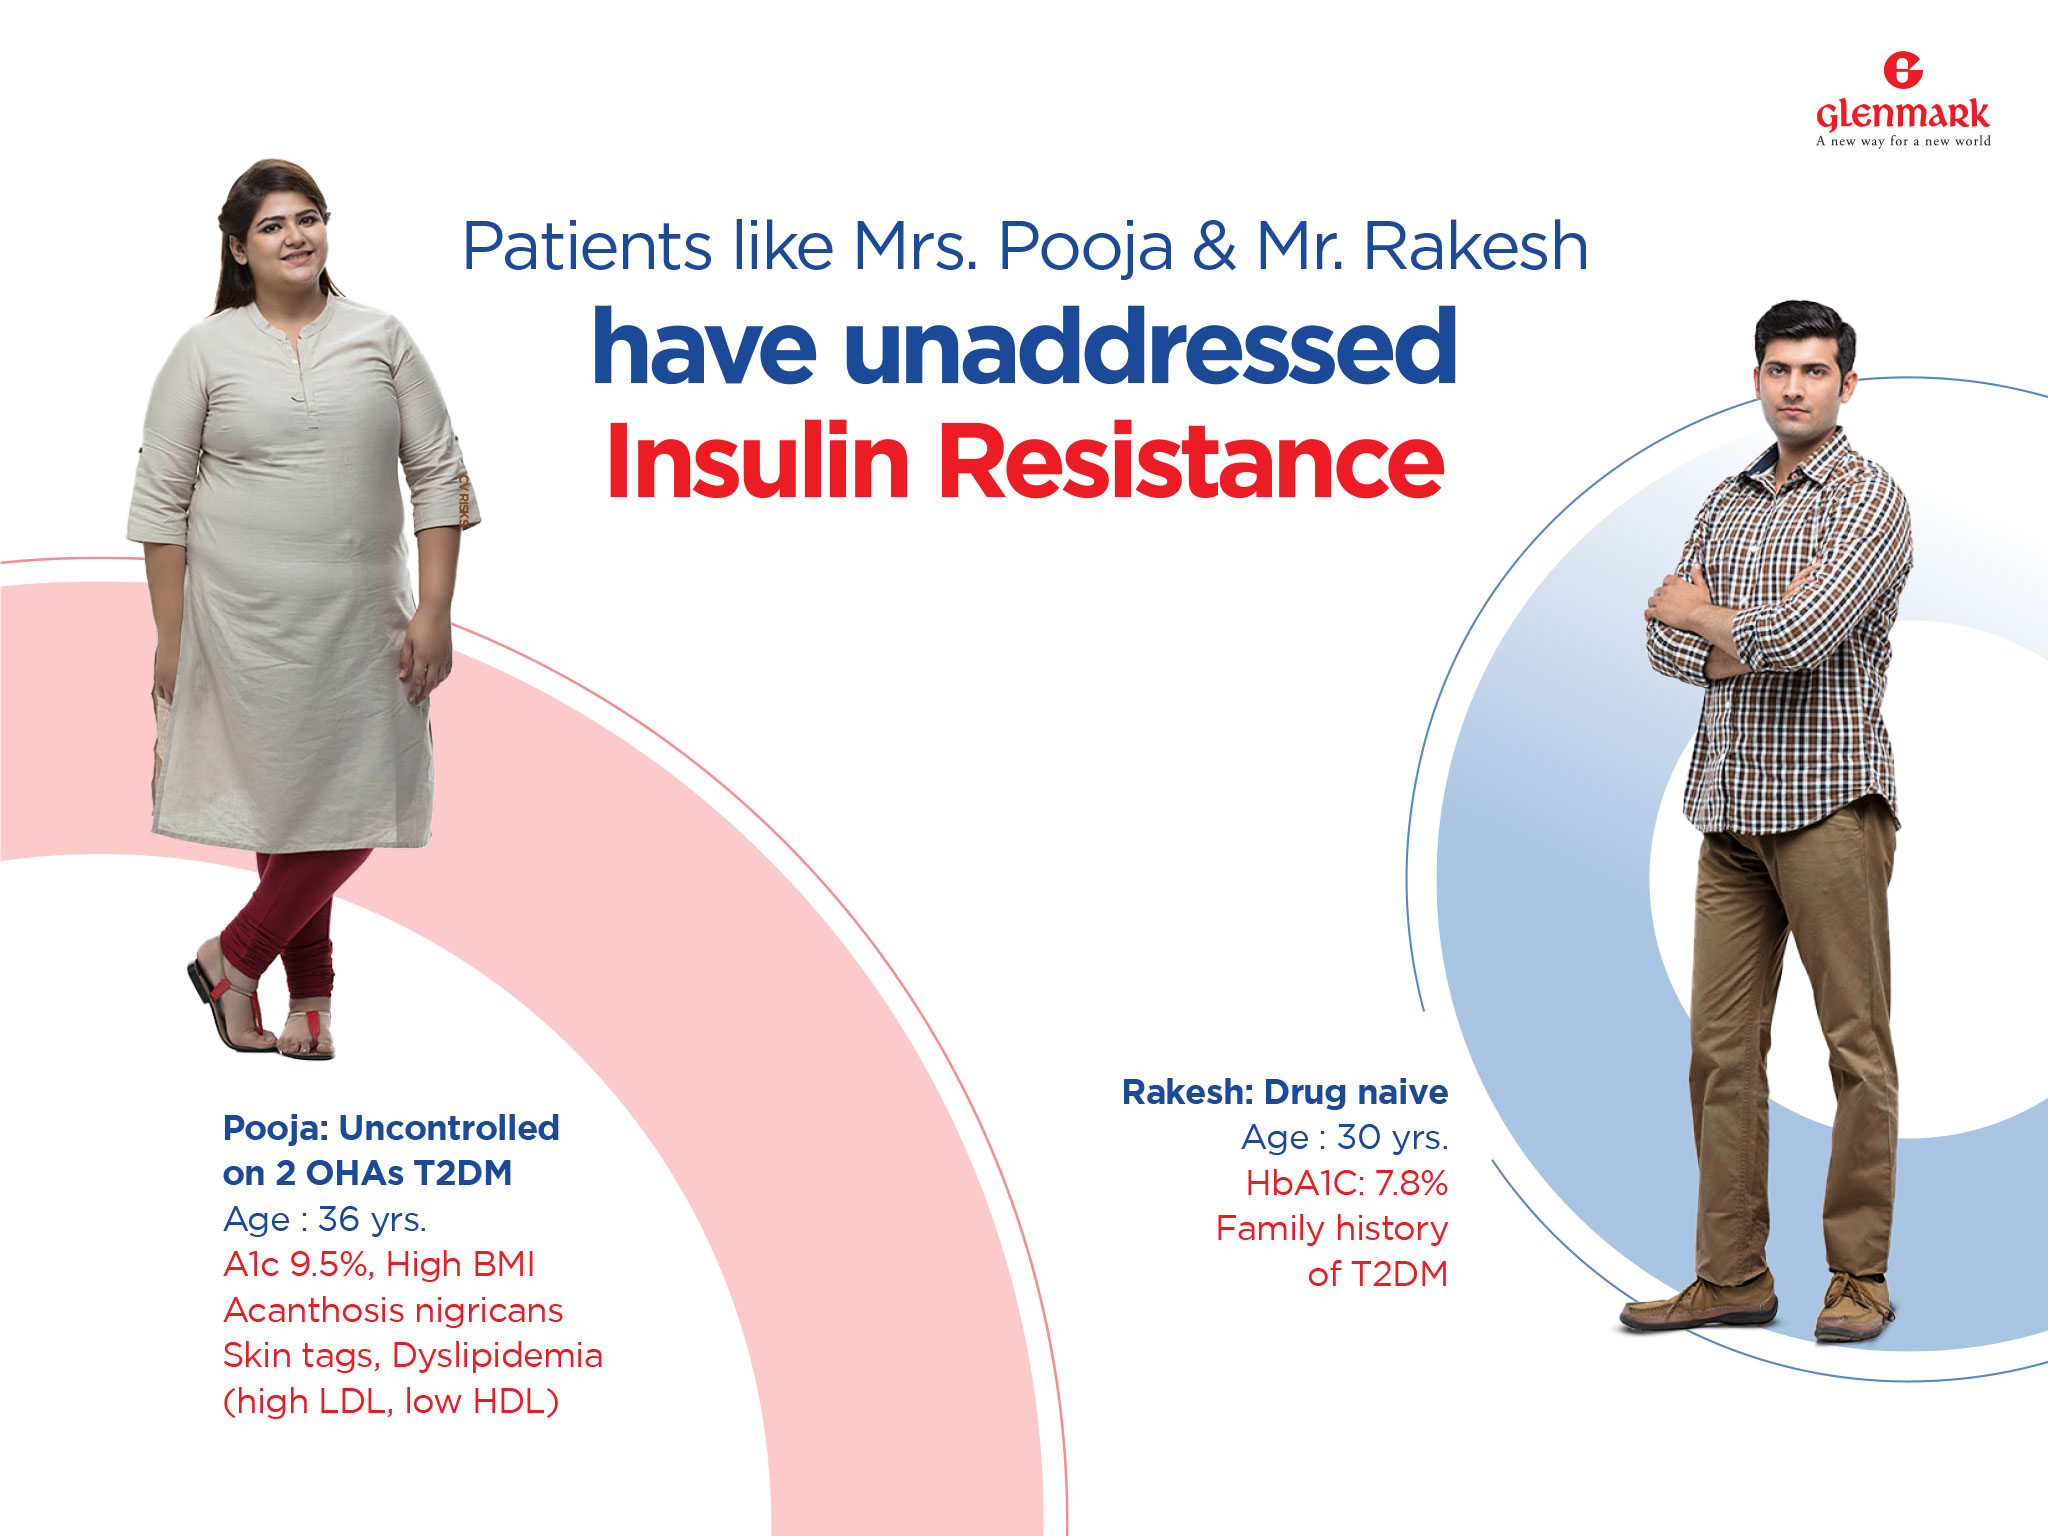 Glenmark
A new way for a new world
Patients like Mrs. Pooja & Mr. Rakesh
have unaddressed
Insulin Resistance
CV RISKS
Pooja: Uncontrolled
on 2 OHAs T2DM
Age : 36 yrs.
A1c 9.5%, High BMI
Acanthosis nigricans
Skin tags, Dyslipidemia
(high LDL, low HDL)
Rakesh: Drug naive
Age : 30 yrs.
HbA1C: 7.8%
Family history
of T2DM